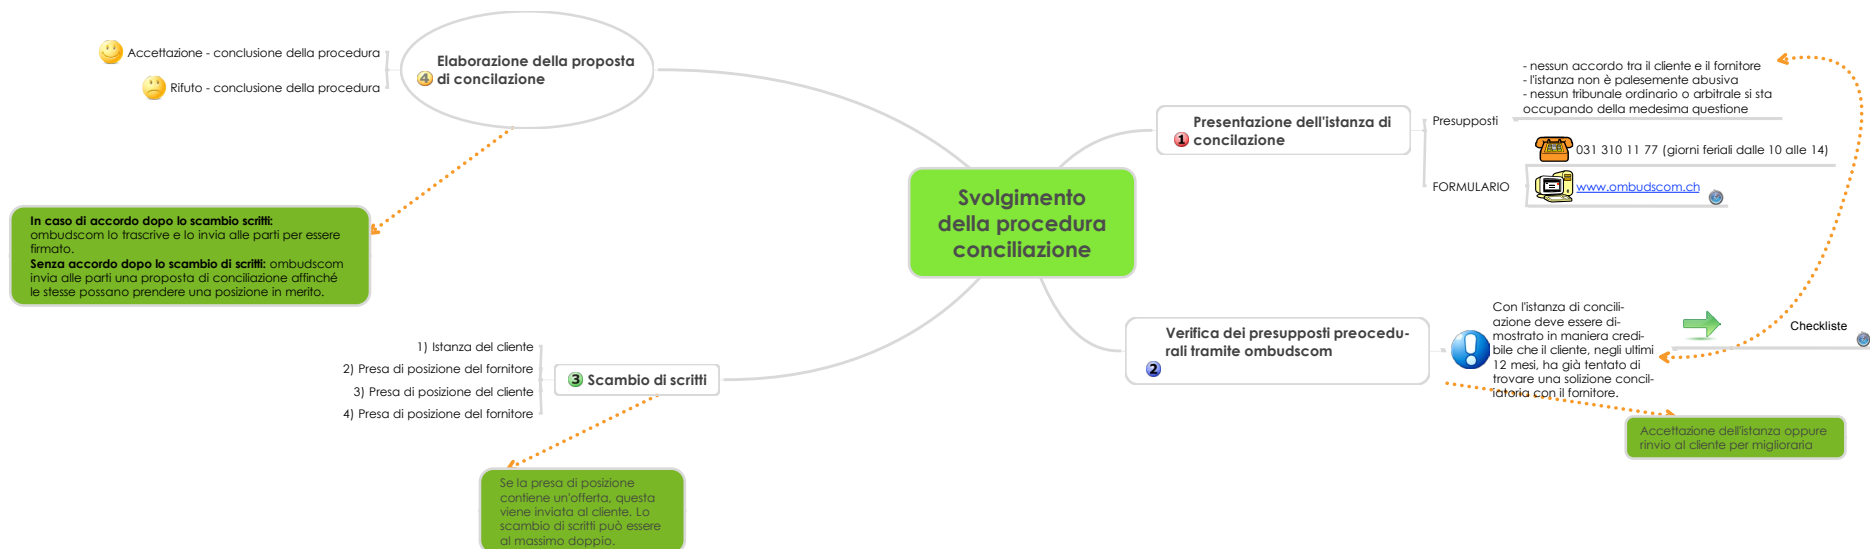 Svolgimento
della procedura
conciliazione
1 Presentazione dell'istanza di
concilazione
Presupposti
- nessun accordo tra il cliente e il fornitore
- l'istanza non è palesemente abusiva
- nessun tribunale ordinario o arbitrale si sta
occupando della medesima questione
FORMULARIO
031 310 11 77 (giorni feriali dalle 10 alle 14)
www.ombudscom.ch
Verifica dei presupposti preocedu-
rali tramite ombudscom
2
Con l'istanza di concili-
azione deve essere di-
mostrato in maniera credi-
bile che il cliente, negli ultimi
12 mesi, ha già tentato di
trovare una solizione concil-
iatoria con il fornitore.
Checkliste
Accettazione dell'istanza oppure
rinvio al cliente per miglioraria
3 Scambio di scritti
1) Istanza del cliente
2) Presa di posizione del fornitore
3) Presa di posizione del cliente
4) Presa di posizione del fornitore
Se la presa di posizione
contiene un'offerta, questa
viene inviata al cliente. Lo
scambio di scritti può essere
al massimo doppio.
Elaborazione della proposta
4 di concilazione
Accettazione - conclusione della procedura
Rifuto - conclusione della procedura
In caso di accordo dopo lo scambio scritti:
ombudscom lo trascrive e lo invia alle parti per essere
firmato.
Senza accordo dopo lo scambio di scritti: ombudscom
invia alle parti una proposta di conciliazione affinché
le stesse possano prendere una posizione in merito.